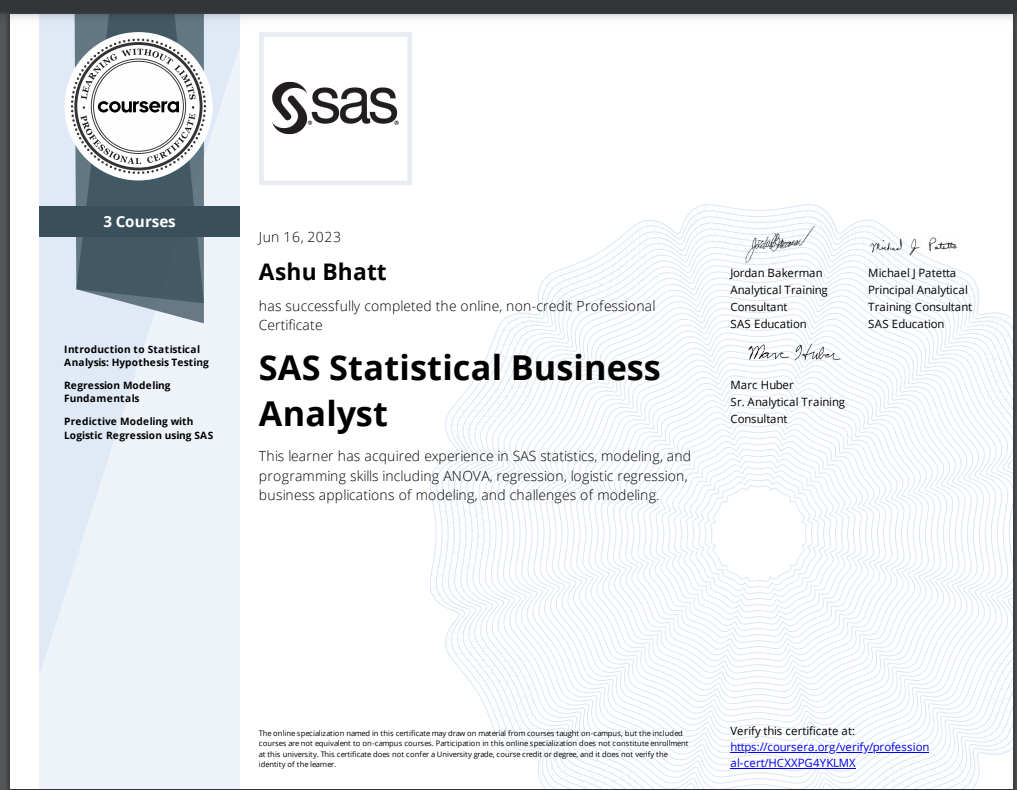 LEARNING WITHOUT LIMITS
coursera
PROFESSIONAL CERTIFICATE
3 Courses
Introduction to Statistical
Analysis: Hypothesis Testing
Regression Modeling
Fundamentals
Predictive Modeling with
Logistic Regression using SAS
sas
Jun 16, 2023
Ashu Bhatt
has successfully completed the online, non-credit Professional
Certificate
SAS Statistical Business
Analyst
This learner has acquired experience in SAS statistics, modeling, and
programming skills including ANOVA, regression, logistic regression,
business applications of modeling, and challenges of modeling.
Jordan Bakerman
Analytical Training
Consultant
SAS Education
Michael J Patetta
Michael J Patetta
Principal Analytical
Training Consultant
SAS Education
Marc Huber
Marc Huber
Sr. Analytical Training
Consultant
The online specialization named in this certificate may draw on material from courses taught on-campus, but the included
courses are not equivalent to on-campus courses. Participation in this online specialization does not constitute enrollment
at this university. This certificate does not confer a University grade, course credit or degree, and it does not verify the
identity of the learner.
Verify this certificate at:
https://coursera.org/verify/profession
al-cert/HCXXPG4YKLMX